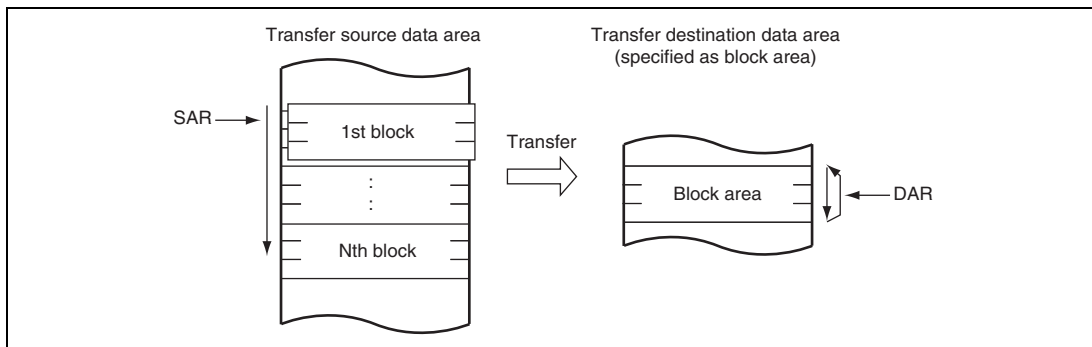 Transfer source data area
Transfer destination data area
(specified as block area)
SAR
1st block
Transfer
Block area
DAR
Nth block